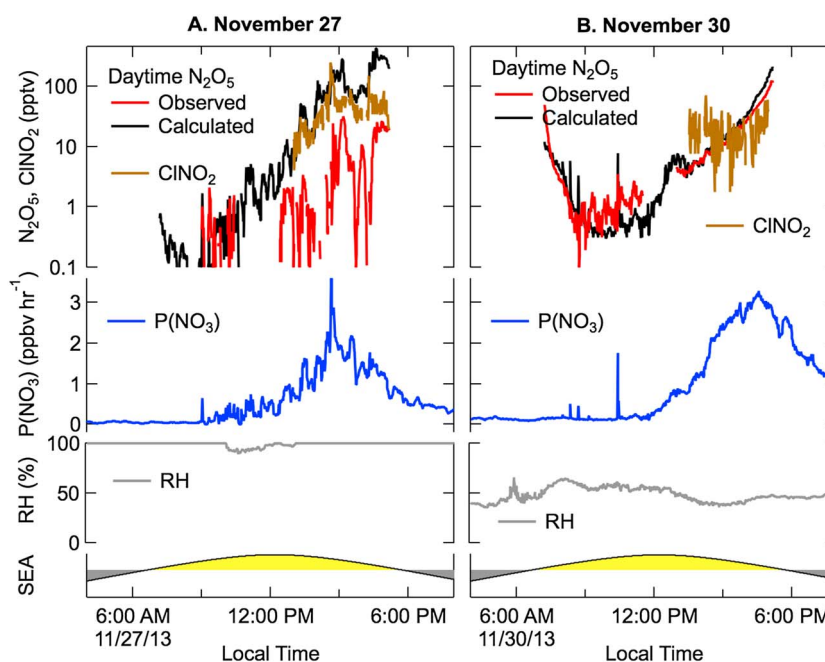 A. November 27
B. November 30
N₂O₅, ClNO₂ (pptv)
100
10
1
0.1
Daytime N₂O₅
Observed
Calculated
ClNO₂
Daytime N₂O₅
Observed
Calculated
ClNO₂
P(NO₃) (ppbv hr⁻¹)
3
2
1
0
P(NO₃)
P(NO₃)
RH (%)
100
50
0
RH
RH
SEA
6:00 AM
11/27/13
12:00 PM
6:00 PM
Local Time
6:00 AM
11/30/13
12:00 PM
6:00 PM
Local Time